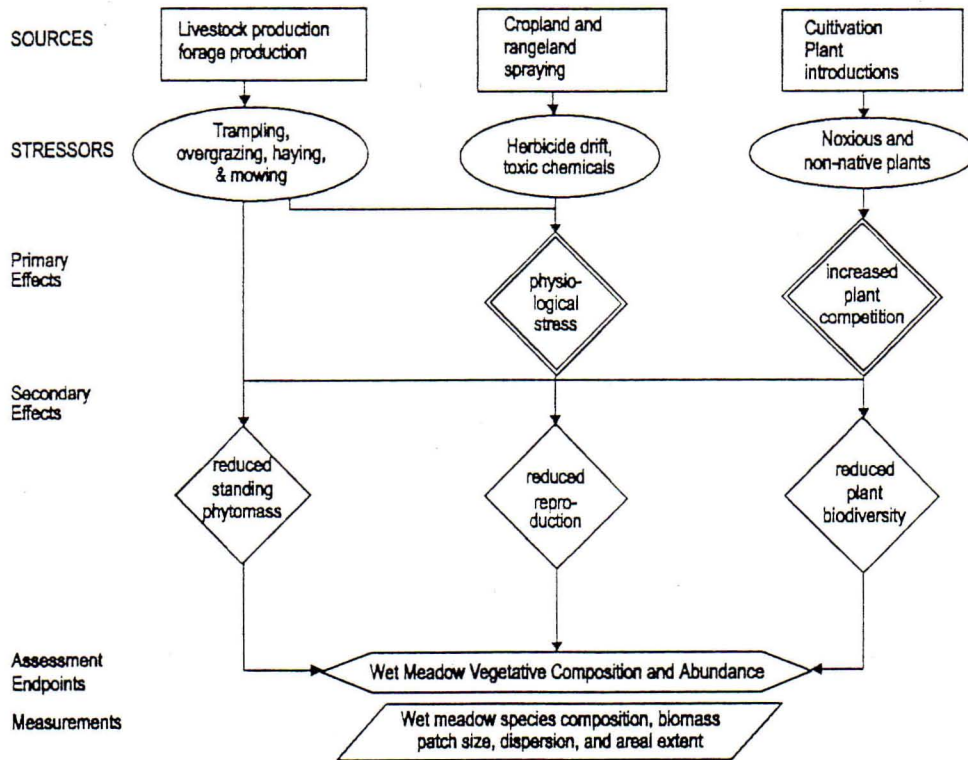 SOURCES
Livestock production
forage production
Cropland and
rangeland
spraying
Cultivation
Plant
introductions
STRESSORS
Trampling,
overgrazing, haying,
& mowing
Herbicide drift,
toxic chemicals
Noxious and
non-native plants
Primary
Effects
physio-
logical
stress
increased
plant
competition
Secondary
Effects
reduced
standing
phytomass
reduced
repro-
duction
reduced
plant
biodiversity
Assessment
Endpoints
Wet Meadow Vegetative Composition and Abundance
Measurements
Wet meadow species composition, biomass
patch size, dispersion, and areal extent